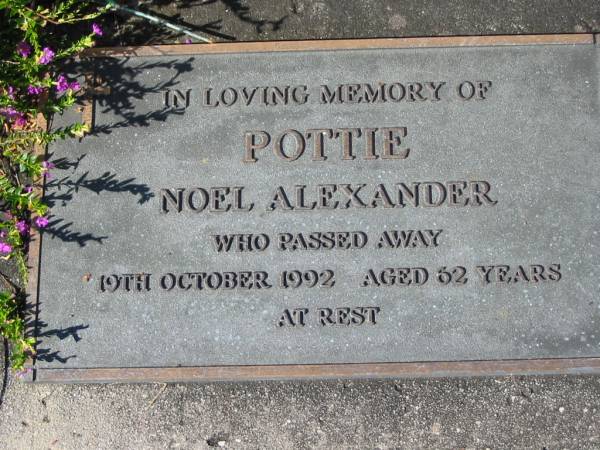 IN LOVING MEMORY OF
POTTIE
NOEL ALEXANDER
WHO PASSED AWAY
19TH OCTOBER 1992 AGED 62 YEARS
AT REST